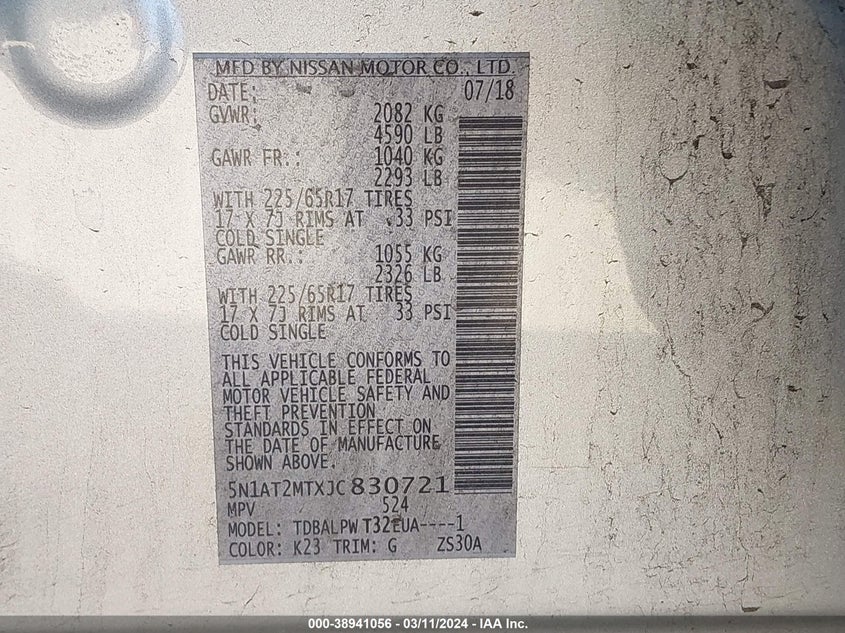 MFD BY NISSAN MOTOR CO., LTD.
DATE: 07/18
GVWR: 2082 KG
4590 LB
GAWR FR.: 1040 KG
2293 LB
WITH 225/65R17 TIRES
17 X 7J RIMS AT 33 PSI
COLD SINGLE
GAWR RR.: 1055 KG
2326 LB
WITH 225/65R17 TIRES
17 X 7J RIMS AT 33 PSI
COLD SINGLE
THIS VEHICLE CONFORMS TO
ALL APPLICABLE FEDERAL
MOTOR VEHICLE SAFETY AND
THEFT PREVENTION
STANDARDS IN EFFECT ON
THE DATE OF MANUFACTURE
SHOWN ABOVE.
5N1AT2MTXJC830721
MPV 524
MODEL: TDBALPW T32EUA----1
COLOR: K23 TRIM: G ZS30A
000-38941056 - 03/11/2024 - IAA Inc.